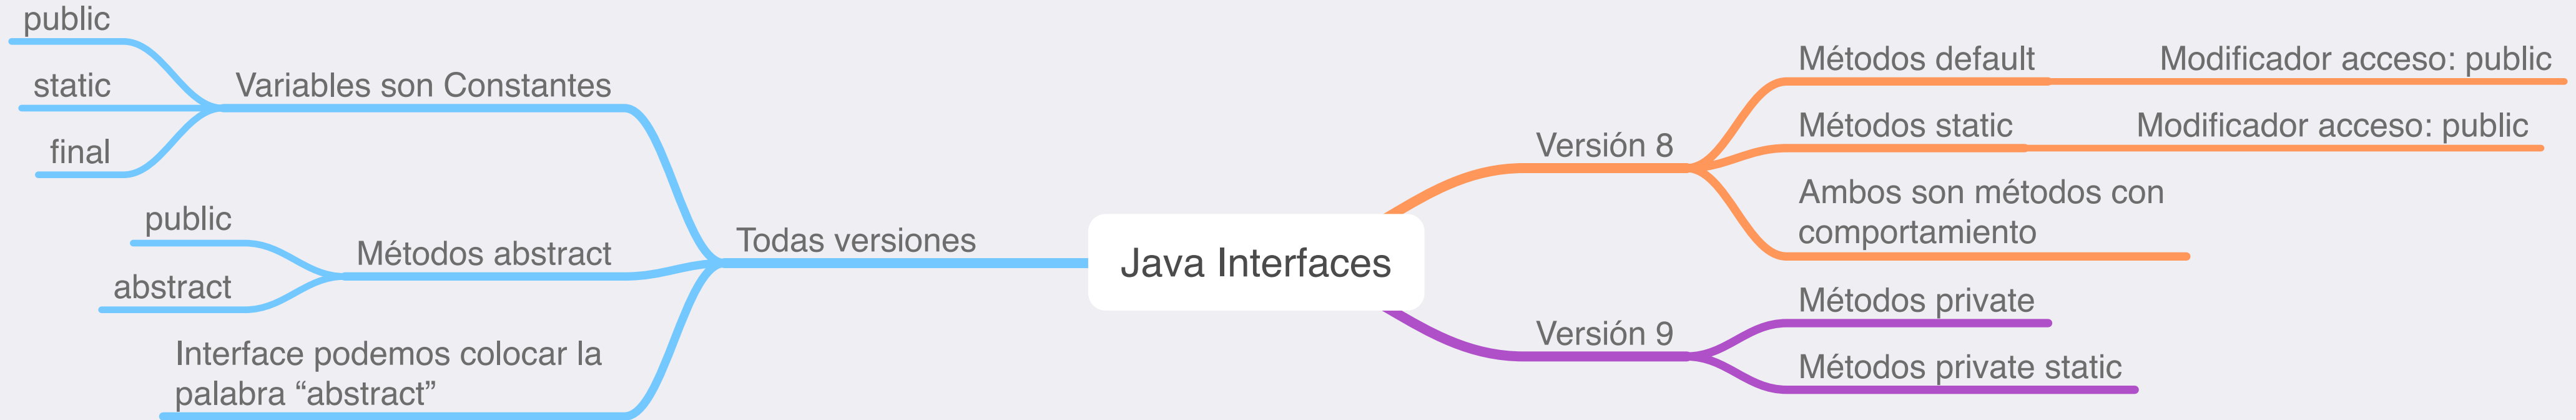 public
static
final
Variables son Constantes
public
abstract
Métodos abstract
Interface podemos colocar la
palabra “abstract”
Todas versiones
Java Interfaces
Versión 8
Métodos default
Modificador acceso: public
Métodos static
Modificador acceso: public
Ambos son métodos con
comportamiento
Versión 9
Métodos private
Métodos private static